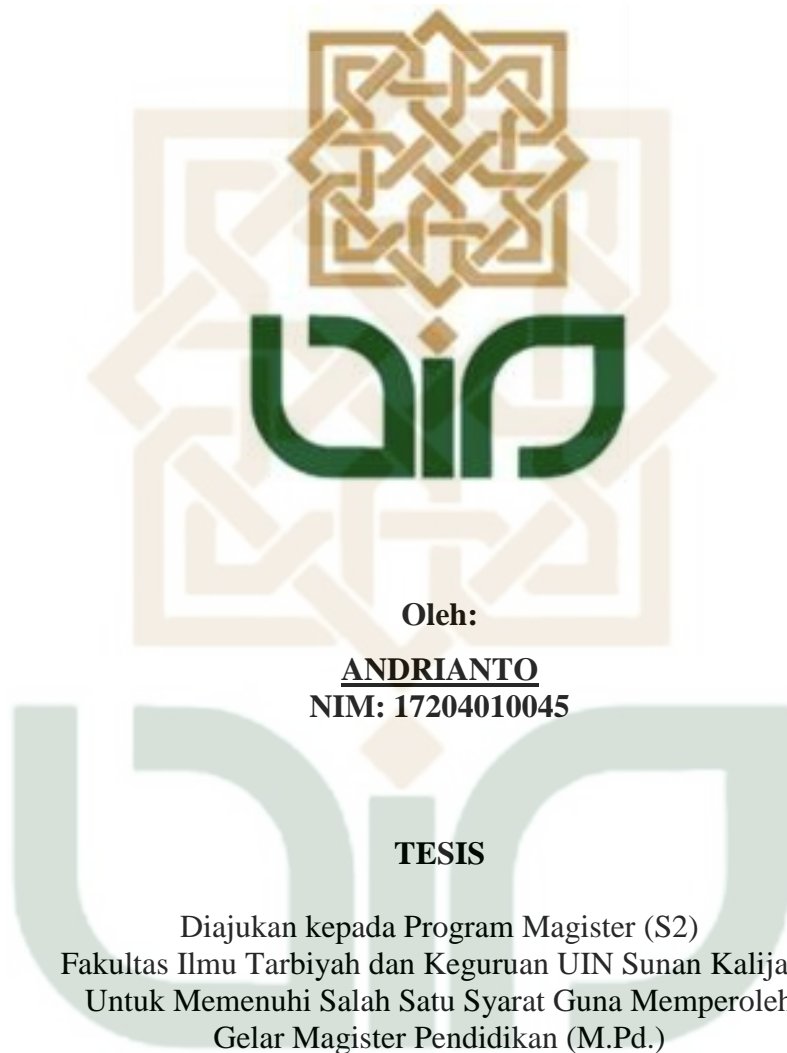 uin
Oleh:
ANDRIANTO
NIM: 17204010045
TESIS
Diajukan kepada Program Magister (S2)
Fakultas Ilmu Tarbiyah dan Keguruan UIN Sunan Kalija
Untuk Memenuhi Salah Satu Syarat Guna Memperoleh
Gelar Magister Pendidikan (M.Pd.)